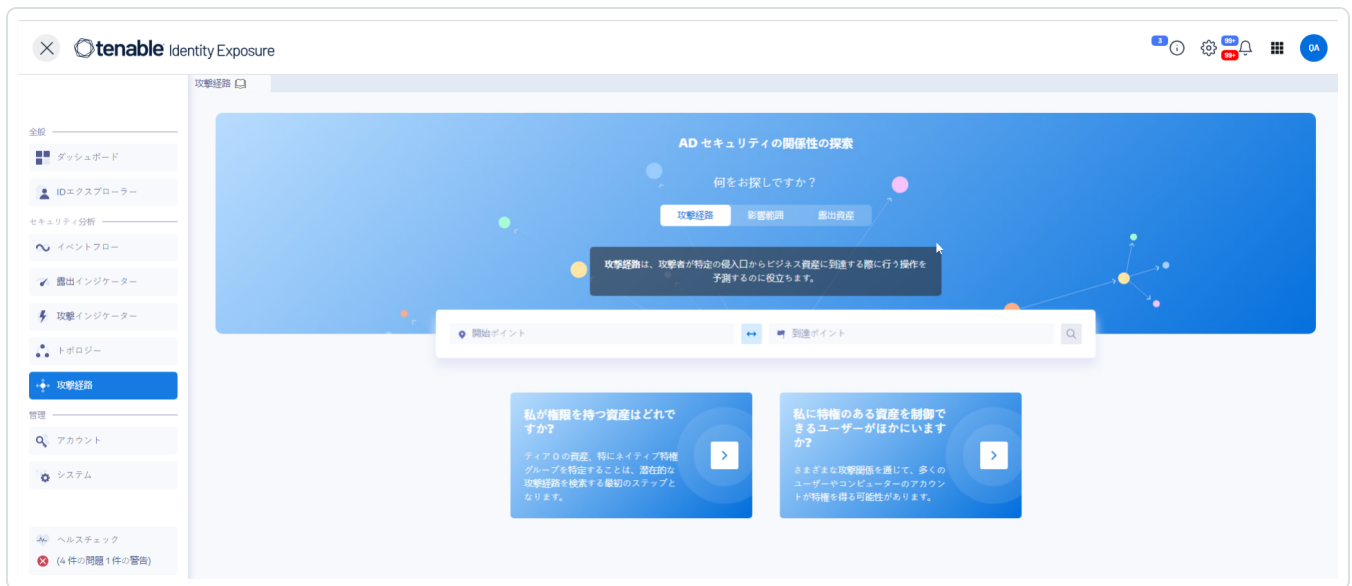 tenable Identity Exposure
3
99+
99+
QA
攻撃経路
全般
ダッシュボード
IDエクスプローラー
セキュリティ分析
イベントフロー
露出インジケーター
攻撃インジケーター
トポロジー
攻撃経路
管理
アカウント
システム
ヘルスチェック
(4 件の問題 1 件の警告)
AD セキュリティの関係性の探索
何をお探しですか？
攻撃経路 影響範囲 露出資産
攻撃経路は、攻撃者が特定の侵入口からビジネス資産に到達する際に行う操作を
予測するのに役立ちます。
開始ポイント
到達ポイント
私が権限を持つ資産はどれで
すか?
ティア 0 の資産、特にネイティブ特権
グループを特定することは、潜在的な
攻撃経路を検索する最初のステップと
なります。
私に特権のある資産を制御で
きるユーザーがほかにいます
か?
さまざまな攻撃関係を通じて、多くの
ユーザーやコンピューターのアカウン
トが特権を得る可能性があります。